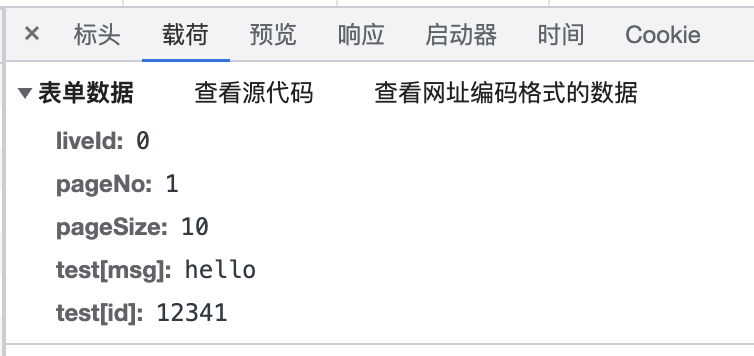 × 标头 载荷 预览 响应 启动器 时间 Cookie
▼表单数据 查看源代码 查看网址编码格式的数据
liveId: 0
pageNo: 1
pageSize: 10
test[msg]: hello
test[id]: 12341